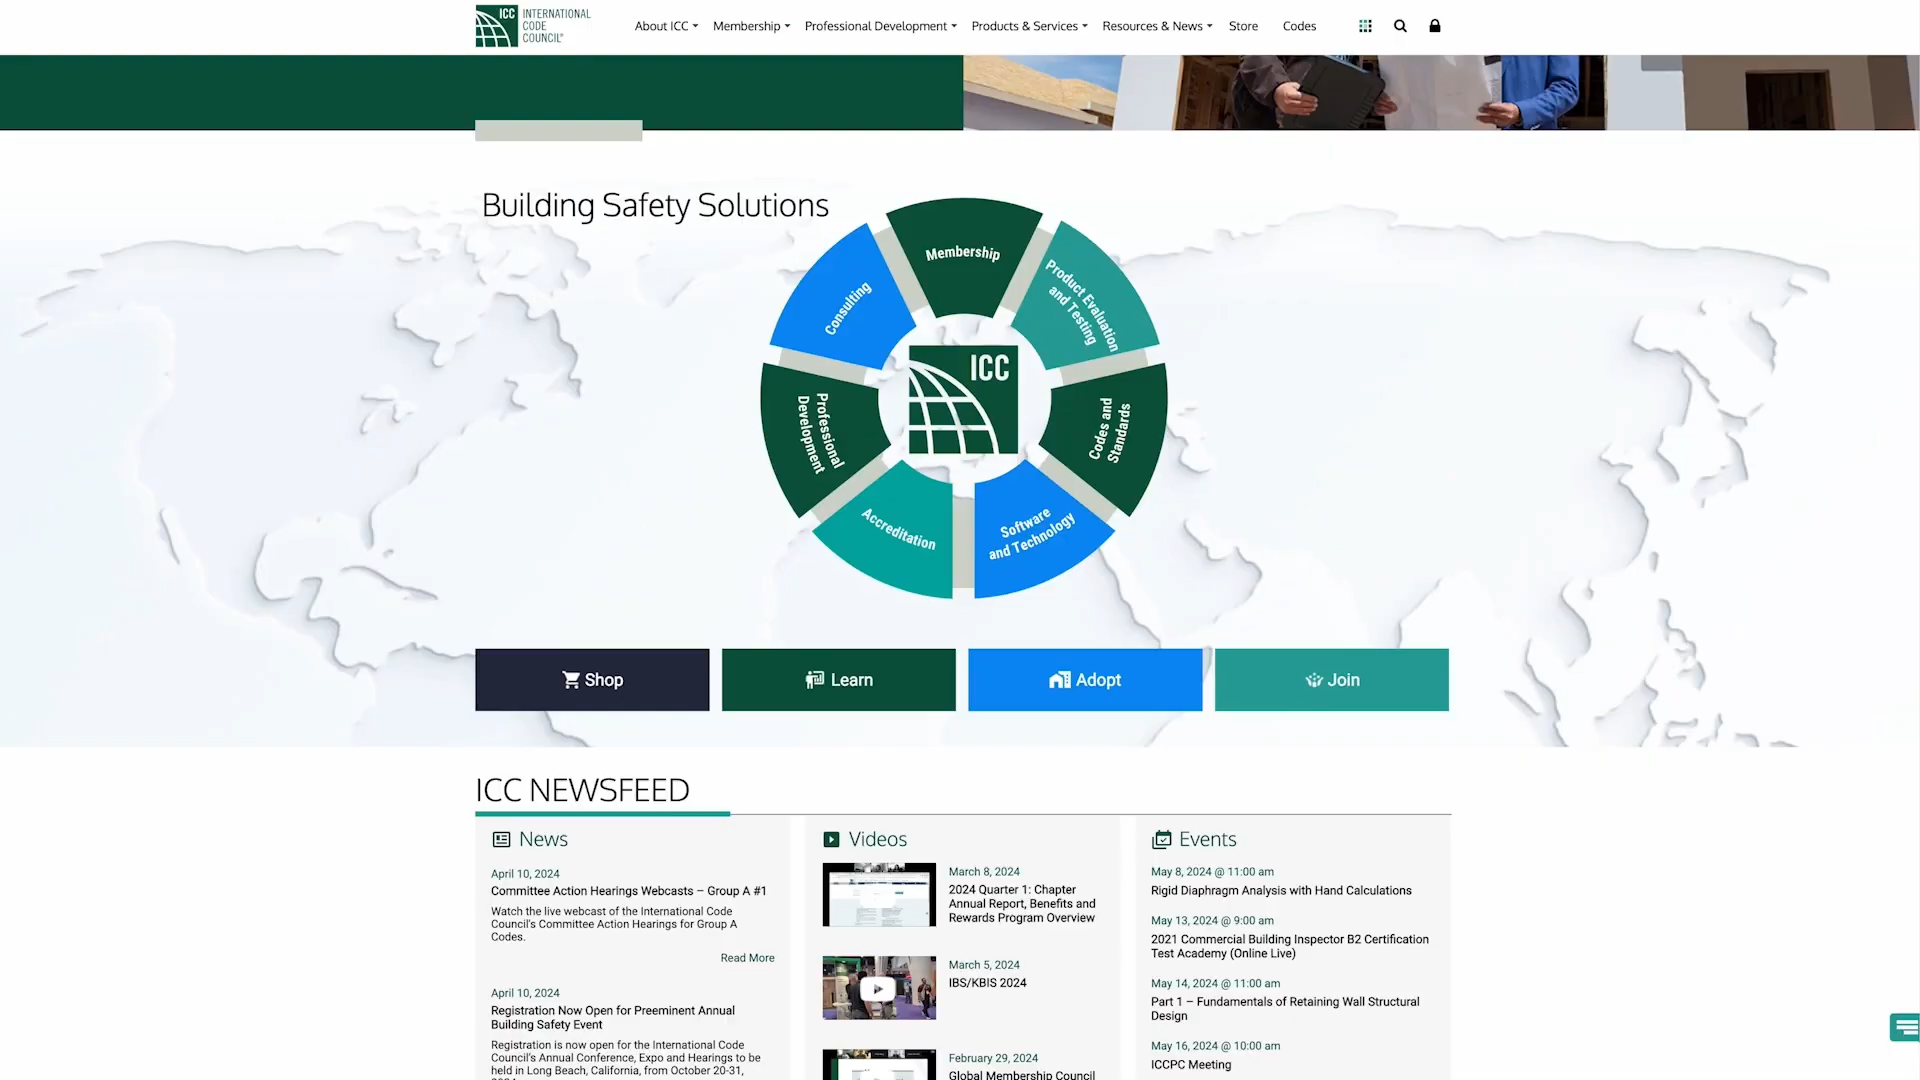 ICC INTERNATIONAL
CODE
COUNCIL®
About ICC Membership Professional Development Products & Services Resources & News Store Codes
Building Safety Solutions
Membership
Product Evaluation
and Testing
Consulting
ICC
Professional
Development
Codes and
Standards
Accreditation
Software
and Technology
Shop
Learn
Adopt
Join
ICC NEWSFEED
News
April 10, 2024
Committee Action Hearings Webcasts – Group A #1
Watch the live webcast of the International Code
Council's Committee Action Hearings for Group A
Codes.
Read More
April 10, 2024
Registration Now Open for Preeminent Annual
Building Safety Event
Registration is now open for the International Code
Council's Annual Conference, Expo and Hearings to be
held in Long Beach, California, from October 20-31,
Videos
March 8, 2024
2024 Quarter 1: Chapter
Annual Report, Benefits and
Rewards Program Overview
March 5, 2024
IBS/KBIS 2024
February 29, 2024
Global Membership Council
Events
May 8, 2024 @ 11:00 am
Rigid Diaphragm Analysis with Hand Calculations
May 13, 2024 @ 9:00 am
2021 Commercial Building Inspector B2 Certification
Test Academy (Online Live)
May 14, 2024 @ 11:00 am
Part 1 – Fundamentals of Retaining Wall Structural
Design
May 16, 2024 @ 10:00 am
ICCPC Meeting